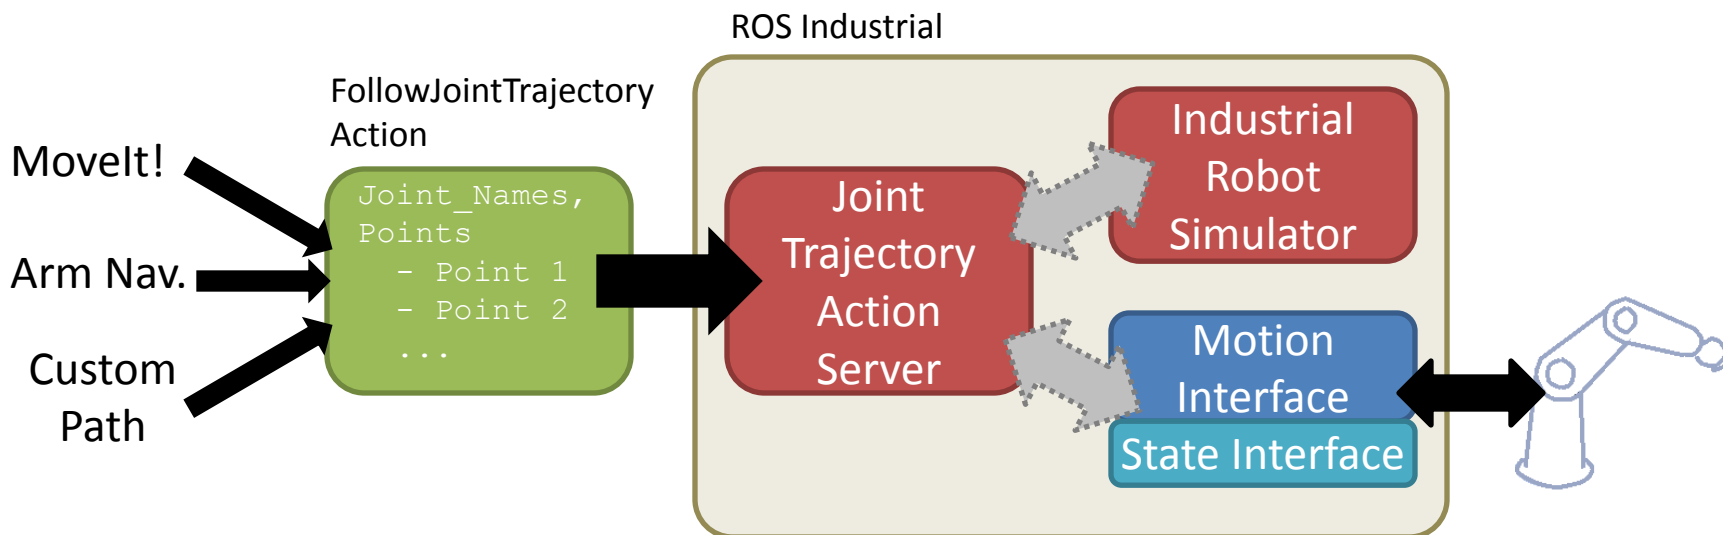 ROS Industrial
FollowJointTrajectory
Action
MoveIt!
Arm Nav.
Custom
Path
Joint_Names,
Points
- Point 1
- Point 2
...
Joint
Trajectory
Action
Server
Industrial
Robot
Simulator
Motion
Interface
State Interface